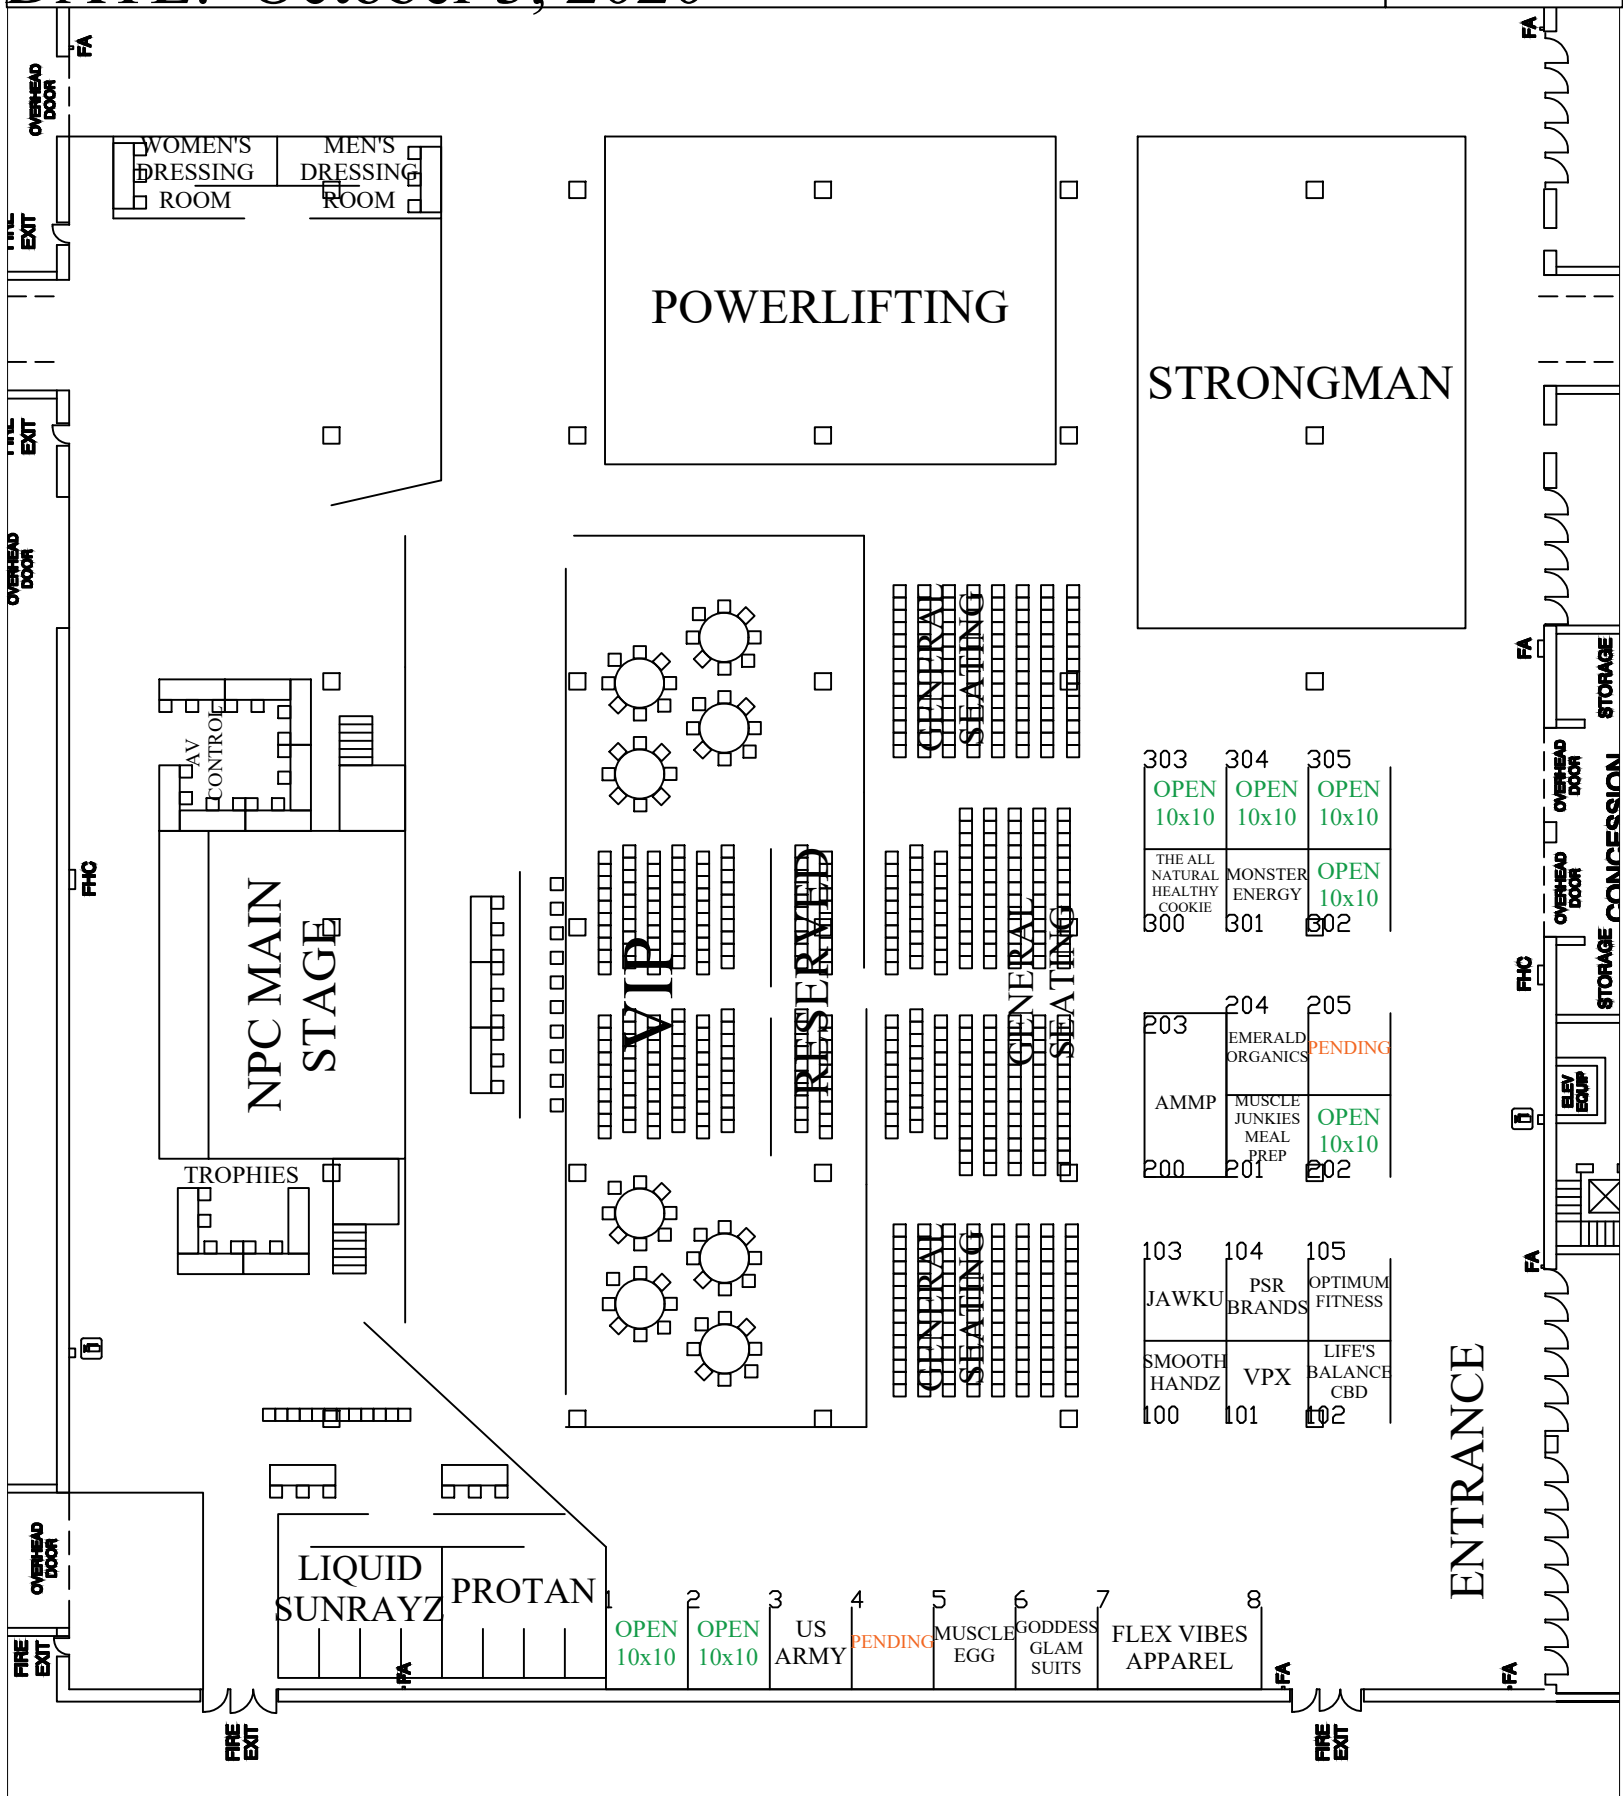 DATE: October 3, 2020
FA
FA
OVERHEAD
DOOR
WOMEN'S
DRESSING
ROOM
MEN'S
DRESSING
ROOM
FIRE
EXIT
POWERLIFTING
STRONGMAN
FIRE
EXIT
OVERHEAD
DOOR
GENERAL
SEATING
FA
STORAGE
AV
CONTROL
303
304
305
OPEN
10x10
OPEN
10x10
OPEN
10x10
OVERHEAD
DOOR
CONCESSION
THE ALL
NATURAL
HEALTHY
COOKIE
MONSTER
ENERGY
OPEN
10x10
300
301
302
OVERHEAD
DOOR
FHC
FHC
STORAGE
NPC MAIN
STAGE
VIP
RESERVED
GENERAL
SEATING
203
204
205
EMERALD
ORGANICS
PENDING
AMMP
MUSCLE
JUNKIES
MEAL
PREP
OPEN
10x10
200
201
202
ELEV
EQUIP
TROPHIES
GENERAL
SEATING
103
104
105
JAWKU
PSR
BRANDS
OPTIMUM
FITNESS
SMOOTH
HANDZ
VPX
LIFE'S
BALANCE
CBD
100
101
102
FA
ENTRANCE
OVERHEAD
DOOR
LIQUID
SUNRAYZ
PROTAN
1
2
3
4
5
6
7
8
OPEN
10x10
OPEN
10x10
US
ARMY
PENDING
MUSCLE
EGG
GODDESS
GLAM
SUITS
FLEX VIBES
APPAREL
FIRE
EXIT
FA
FA
FA
FIRE
EXIT
FIRE
EXIT